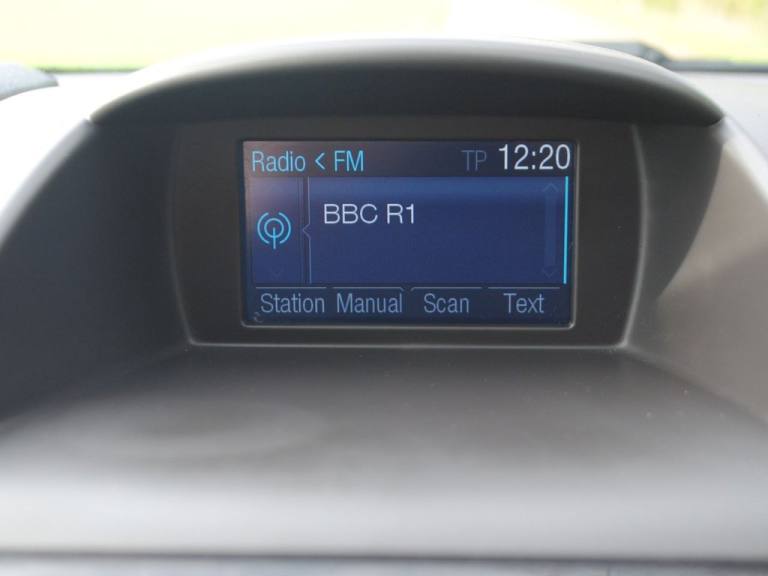 Radio < FM TP 12:20
BBC R1
Station Manual Scan Text